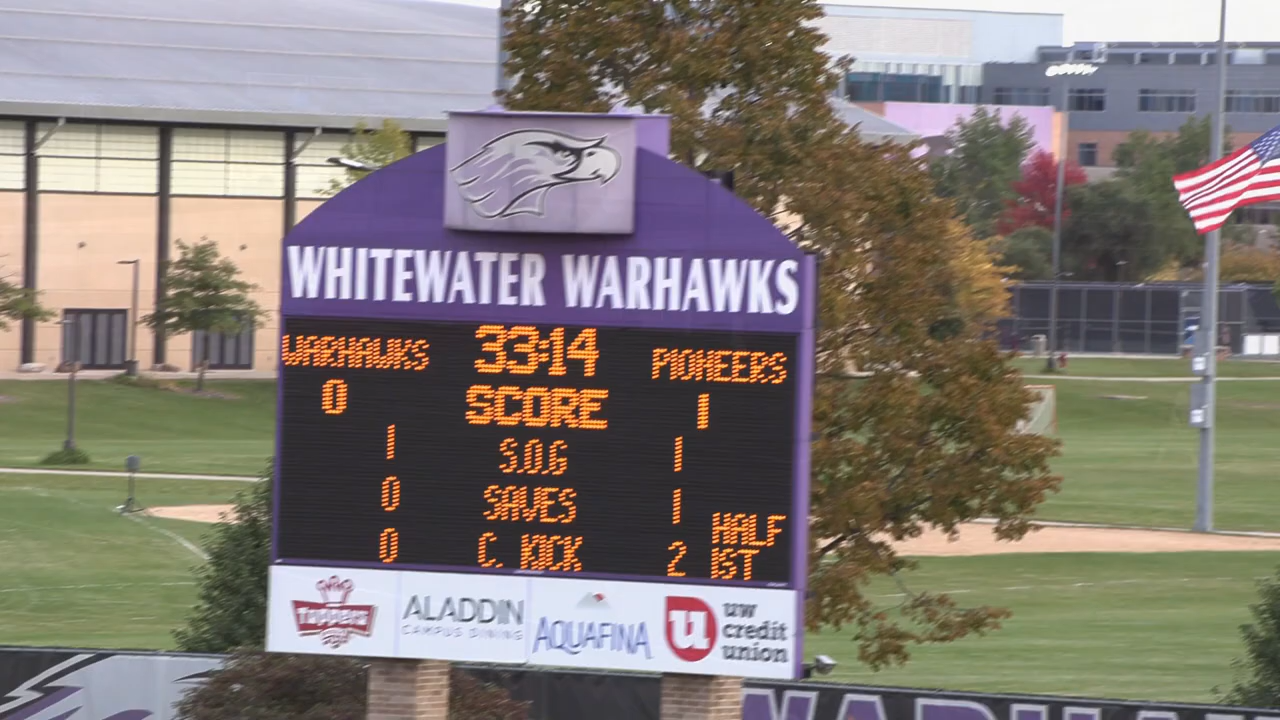 WHITEWATER WARHAWKS
WARHAWKS 33:14 PIONEERS
0 SCORE 1
1 S.O.G 1
0 SAVES 1
0 C. KICK 2 HALF 1ST
Toppers
ALADDIN
CAMPUS DINING
AQUAFINA
u uw
credit
union